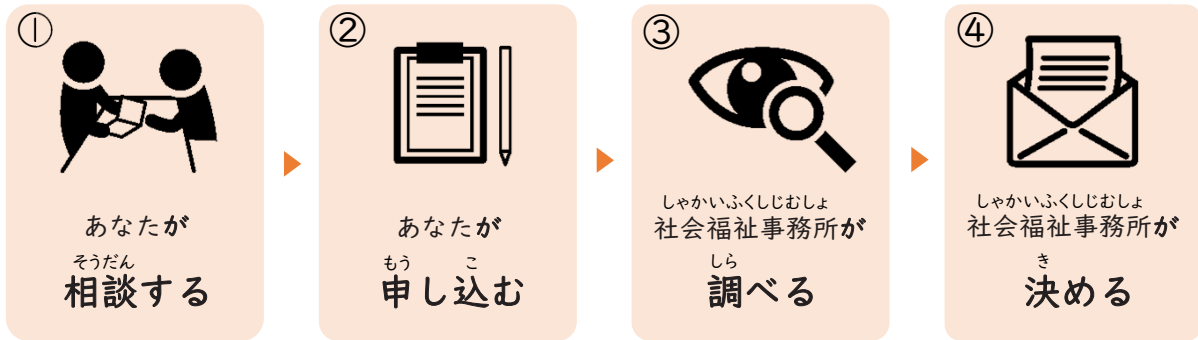 ①
あなたが
そうだん
相談する
②
あなたが
もう こ
申し込む
③
しゃかいふくしじむしょ
社会福祉事務所が
しら
調べる
④
しゃかいふくしじむしょ
社会福祉事務所が
き
決める